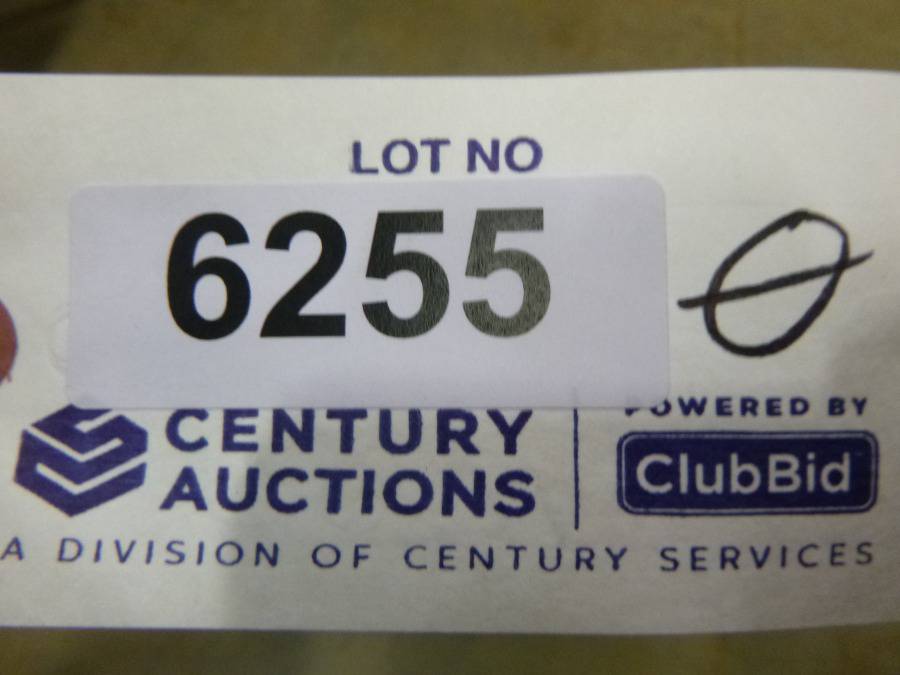 LOT NO
6255
CENTURY
AUCTIONS
POWERED BY
ClubBid
A DIVISION OF CENTURY SERVICES